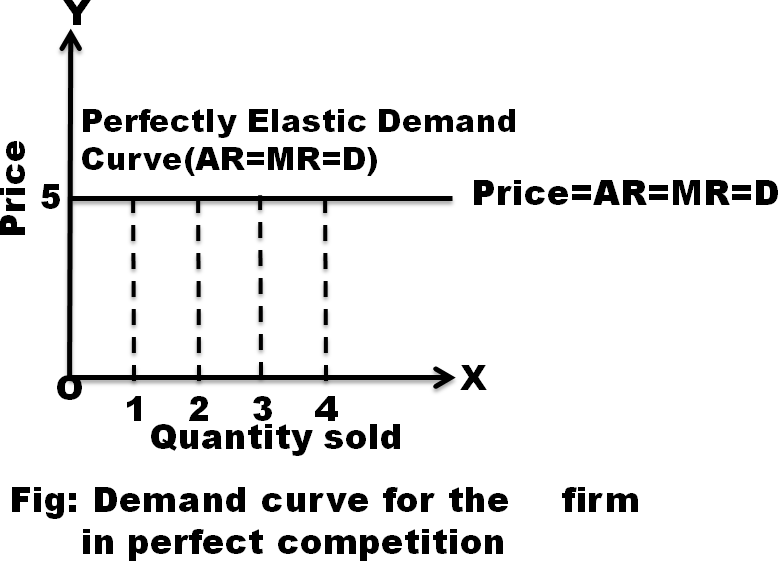 Y
Perfectly Elastic Demand
Curve(AR=MR=D)
Price
5
Price=AR=MR=D
O
X
1 2 3 4
Quantity sold
Fig: Demand curve for the firm
in perfect competition